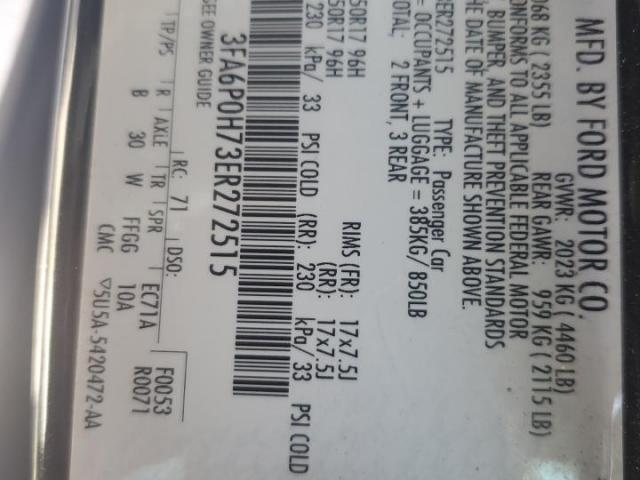 MFD. BY FORD MOTOR CO.
GVWR: 2023 KG ( 4460 LB)
068 KG ( 2355 LB) REAR GAWR: 959 KG ( 2115 LB)
ONFORMS TO ALL APPLICABLE FEDERAL MOTOR
, BUMPER, AND THEFT PREVENTION STANDARDS
HE DATE OF MANUFACTURE SHOWN ABOVE.
ER272515 TYPE: Passenger Car
= OCCUPANTS + LUGGAGE = 385KG/ 850LB
OTAL, 2 FRONT, 3 REAR
50R17 96H RIMS (FR): 17x7.5J
50R17 96H (RR): 17x7.5J
230 kPa/ 33 PSI COLD (RR): 230 kPa/ 33 PSI COLD
3FA6P0H73ER272515
SEE OWNER GUIDE
RC: 71 DSO: F0053
TP/PS R AXLE TR SPR EC71A R0071
B 30 W FFGG 10A
CMC ▽5U5A-5420472-AA